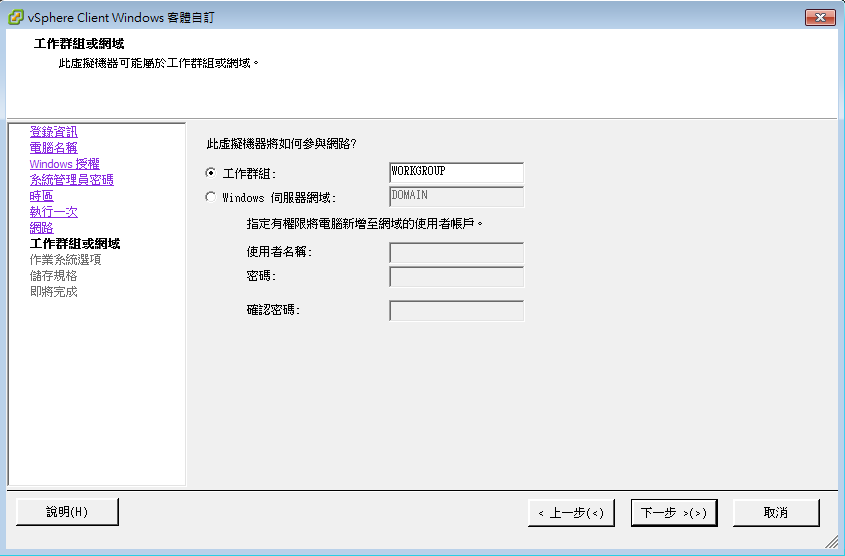 vSphere Client Windows 客體自訂
工作群組或網域
此虛擬機器可能屬於工作群組或網域。
登錄資訊
電腦名稱
Windows 授權
系統管理員密碼
時區
執行一次
網路
工作群組或網域
作業系統選項
儲存規格
即將完成
此虛擬機器將如何參與網路?
工作群組: WORKGROUP
Windows 伺服器網域: DOMAIN
指定有權限將電腦新增至網域的使用者帳戶。
使用者名稱:
密碼:
確認密碼:
說明(H)
< 上一步(<) 下一步 >(>) 取消